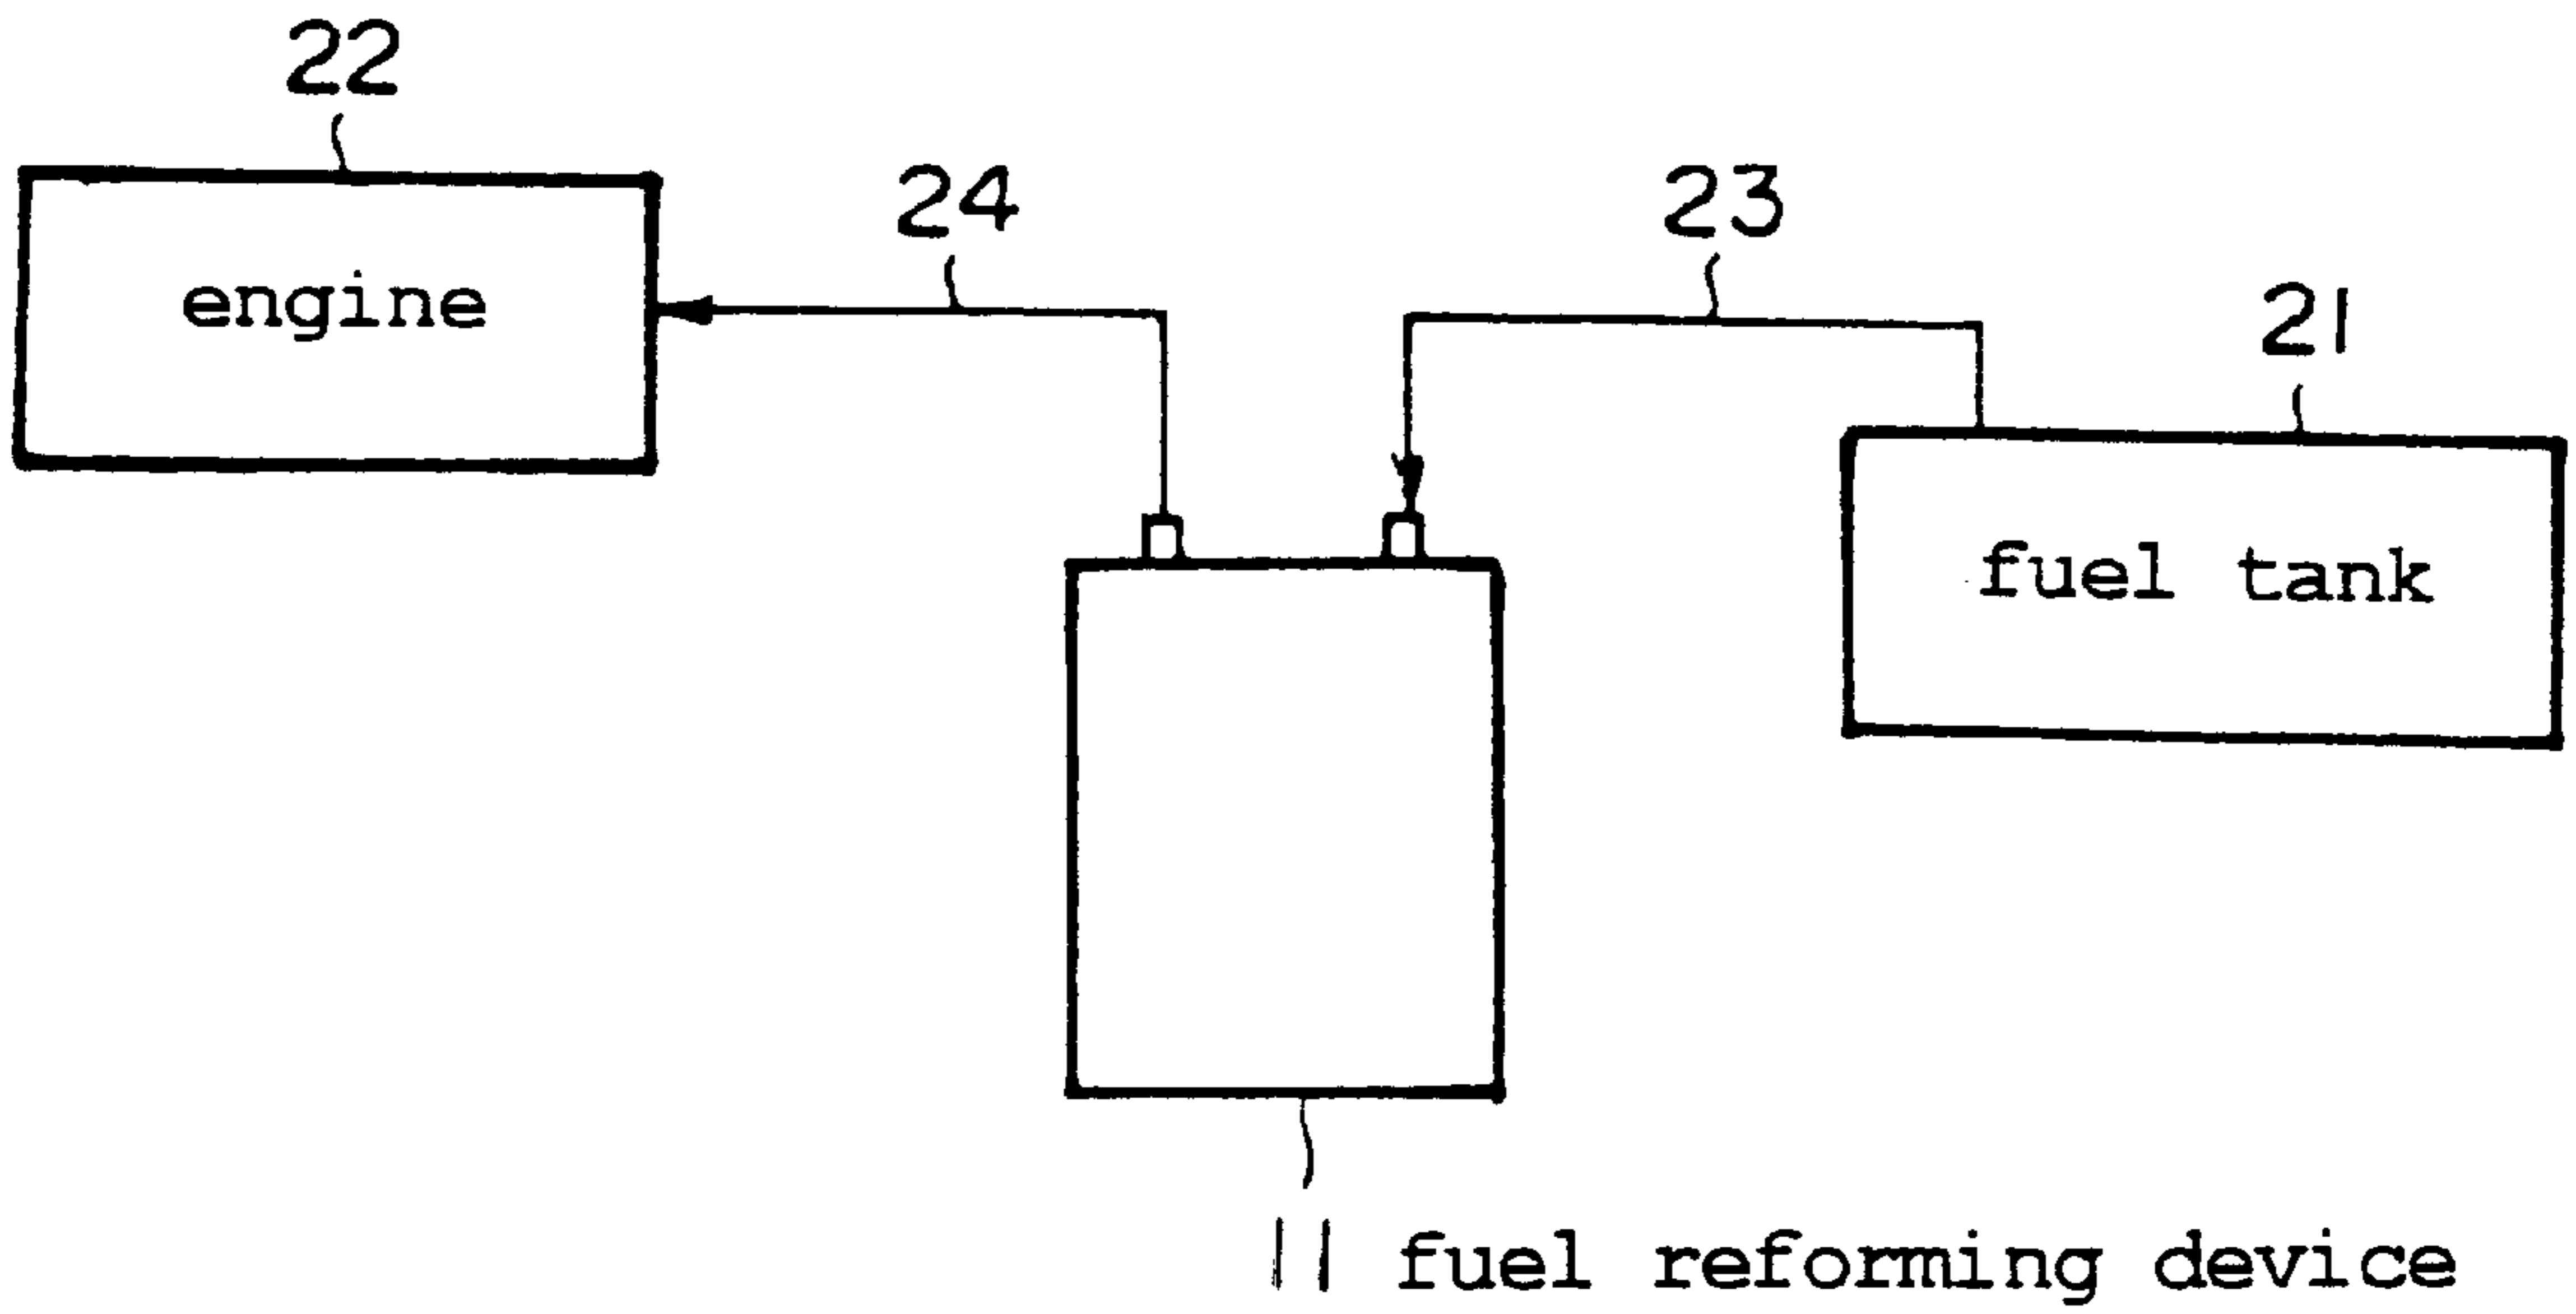 22
24
23
engine
21
fuel tank
11 fuel reforming device